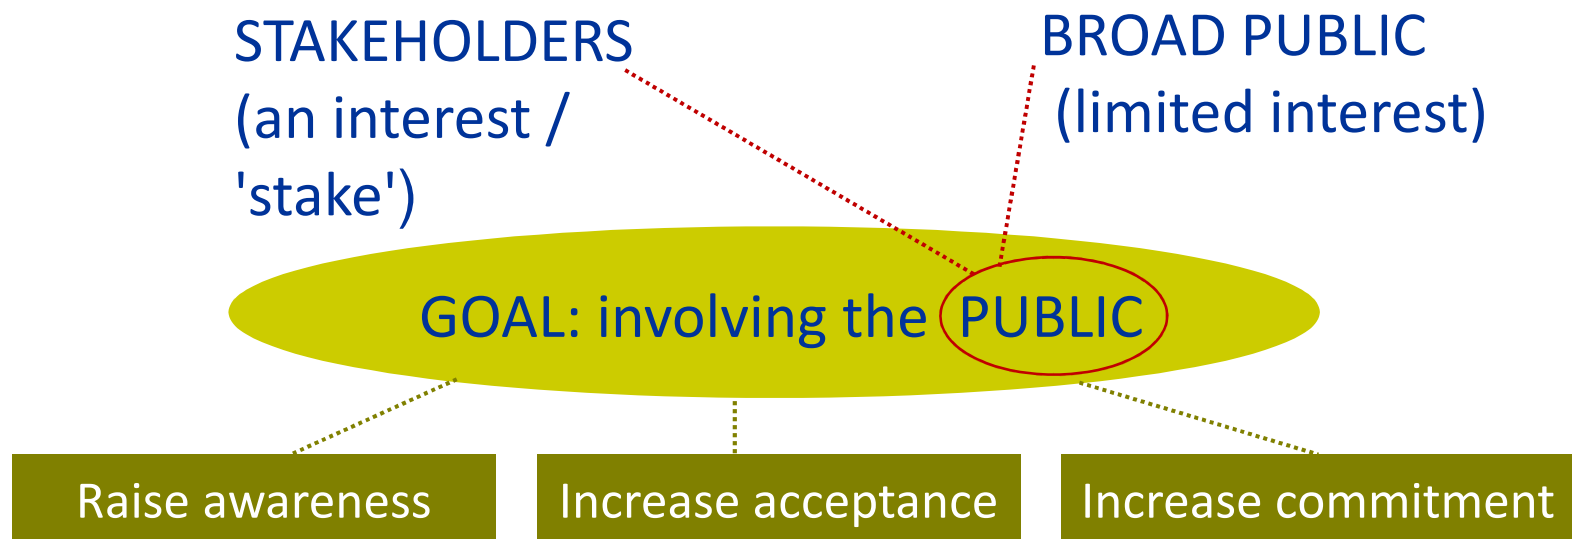 STAKEHOLDERS
(an interest /
'stake')
BROAD PUBLIC
(limited interest)
GOAL: involving the PUBLIC
Raise awareness
Increase acceptance
Increase commitment